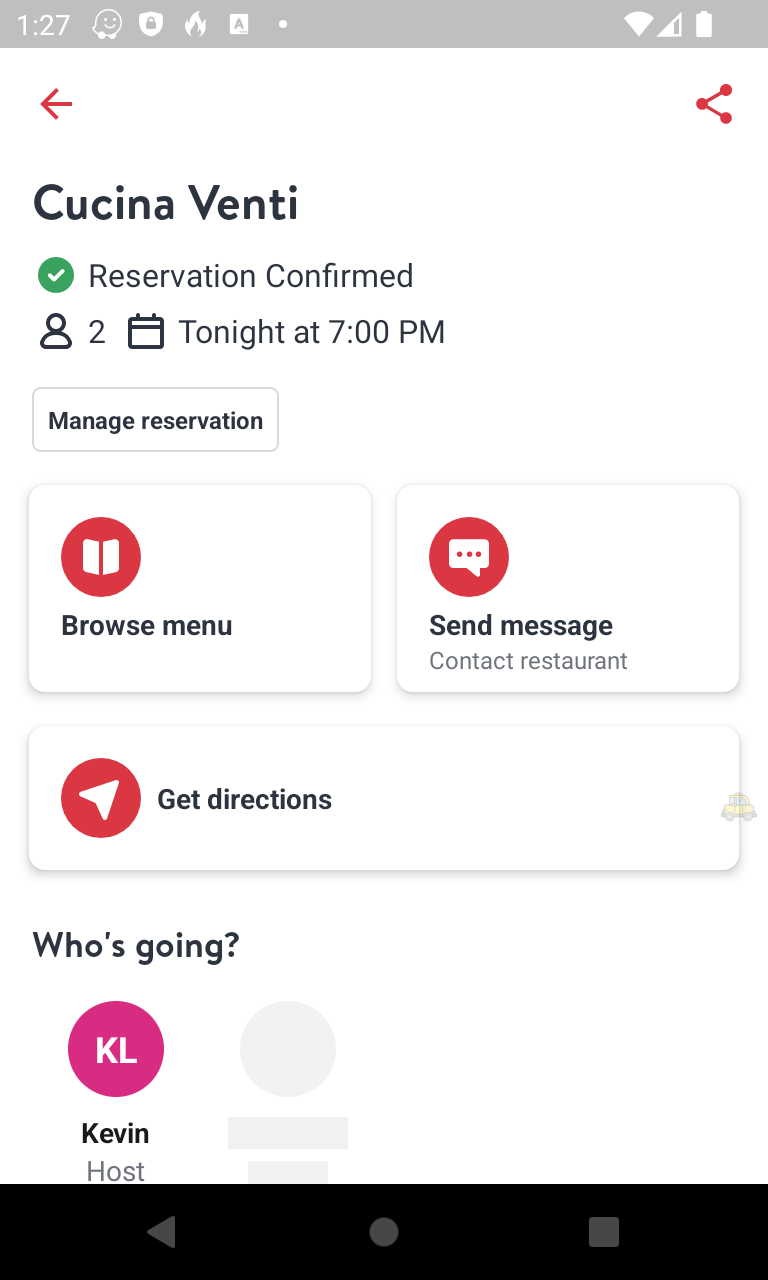 1:27
A
Cucina Venti
Reservation Confirmed
2 Tonight at 7:00 PM
Manage reservation
Browse menu
Send message
Contact restaurant
Get directions
Who's going?
KL
Kevin
Host